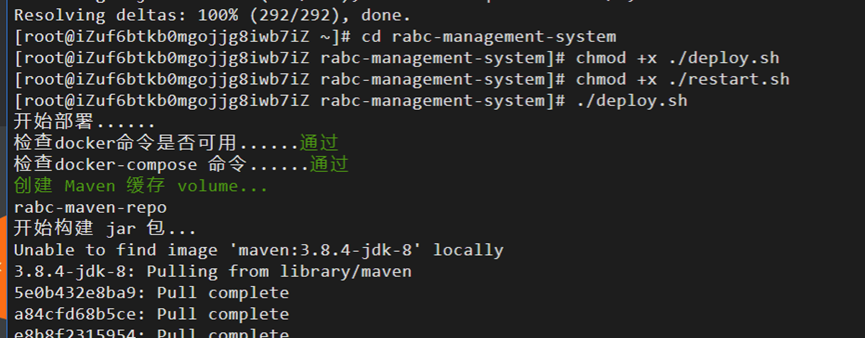 Resolving deltas: 100% (292/292), done.
[root@iZuf6btkb0mgojjg8iwb7iZ ~]# cd rabc-management-system
[root@iZuf6btkb0mgojjg8iwb7iZ rabc-management-system]# chmod +x ./deploy.sh
[root@iZuf6btkb0mgojjg8iwb7iZ rabc-management-system]# chmod +x ./restart.sh
[root@iZuf6btkb0mgojjg8iwb7iZ rabc-management-system]# ./deploy.sh
开始部署......
检查docker命令是否可用......通过
检查docker-compose 命令......通过
创建 Maven 缓存 volume...
rabc-maven-repo
开始构建 jar 包...
Unable to find image 'maven:3.8.4-jdk-8' locally
3.8.4-jdk-8: Pulling from library/maven
5e0b432e8ba9: Pull complete
a84cfd68b5ce: Pull complete
e8b8f2315954: Pull complete